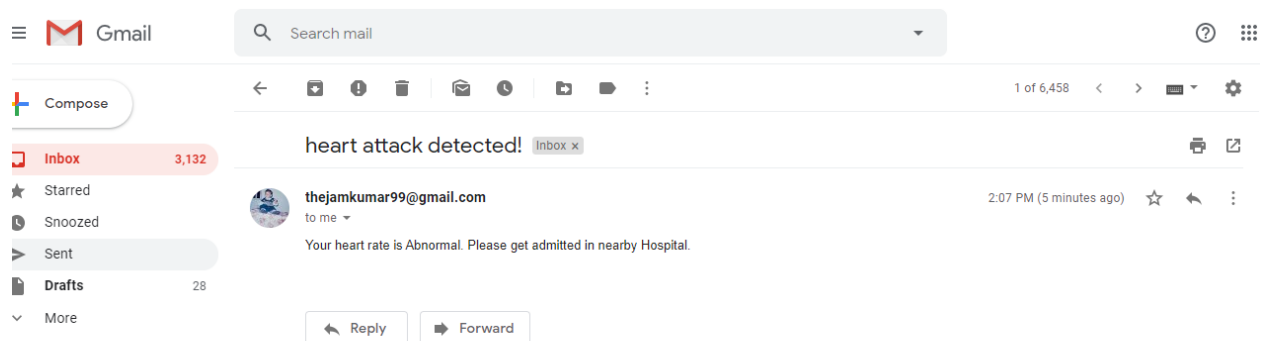 Gmail
Search mail
Compose
1 of 6,458
heart attack detected! Inbox x
Inbox 3,132
Starred
Snoozed
Sent
Drafts 28
More
thejamkumar99@gmail.com 2:07 PM (5 minutes ago)
to me
Your heart rate is Abnormal. Please get admitted in nearby Hospital.
Reply Forward